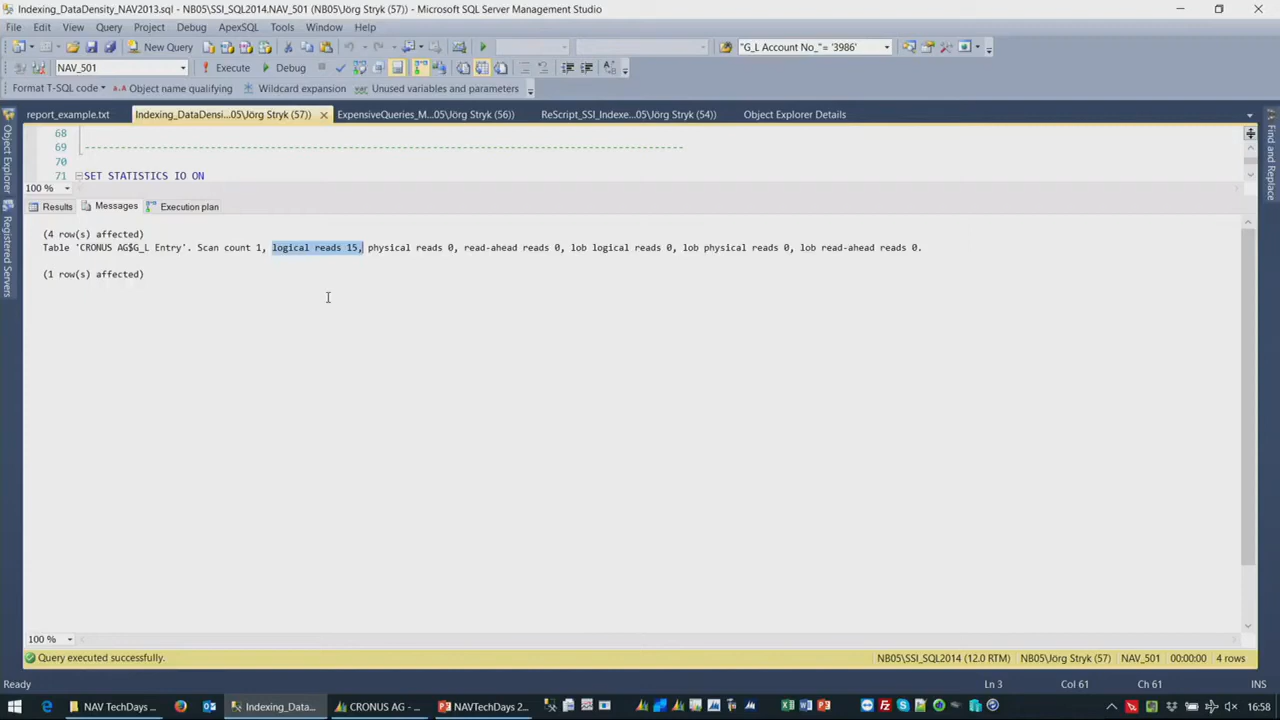 Indexing_DataDensity_NAV2013.sql - NB05\SSI_SQL2014.NAV_501 (NB05\Jörg Stryk (57)) - Microsoft SQL Server Management Studio
File Edit View Query Project Debug ApexSQL Tools Window Help
New Query "G_L Account No_"= '3986'
NAV_501 Execute Debug
Format T-SQL code Object name qualifying Wildcard expansion Unused variables and parameters
report_example.txt Indexing_DataDensi...05\Jörg Stryk (57)) ExpensiveQueries_M...05\Jörg Stryk (56)) ReScript_SSI_Indexe...05\Jörg Stryk (54)) Object Explorer Details
Object Explorer
Registered Servers
Find and Replace
68
69 --------------------------------------------------------------------------------------------------
70
71 SET STATISTICS IO ON
100 %
Results Messages Execution plan
(4 row(s) affected)
Table 'CRONUS AG$G_L Entry'. Scan count 1, logical reads 15, physical reads 0, read-ahead reads 0, lob logical reads 0, lob physical reads 0, lob read-ahead reads 0.
(1 row(s) affected)
100 %
Query executed successfully. NB05\SSI_SQL2014 (12.0 RTM) NB05\Jörg Stryk (57) NAV_501 00:00:00 4 rows
Ready Ln 3 Col 61 Ch 61 INS
NAV TechDays ... Indexing_Data... CRONUS AG - ... NAVTechDays 2... 16:58